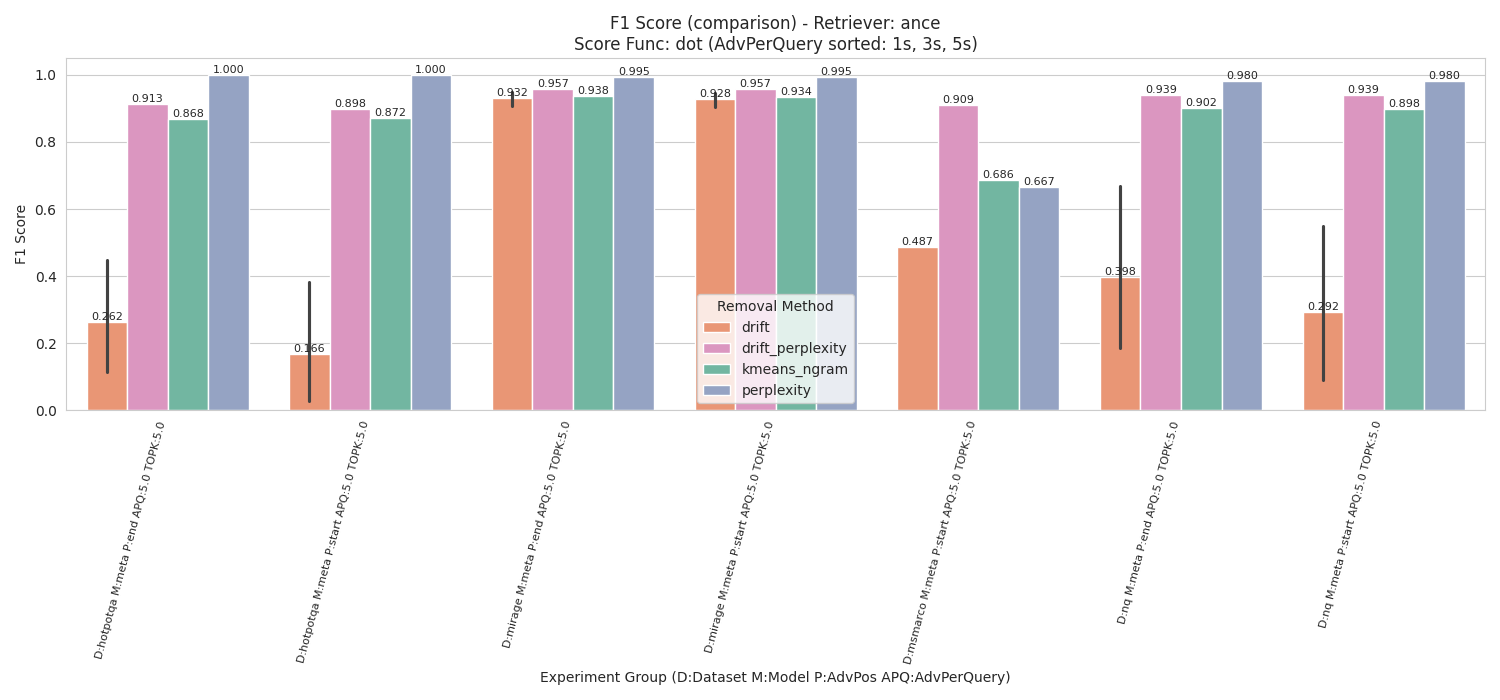 F1 Score (comparison) - Retriever: ance
Score Func: dot (AdvPerQuery sorted: 1s, 3s, 5s)
F1 Score
1.0
0.8
0.6
0.4
0.2
0.0
0.262
0.913
0.868
1.000
0.166
0.898
0.872
1.000
0.932
0.957
0.938
0.995
0.928
0.957
0.934
0.995
0.487
0.909
0.686
0.667
0.398
0.939
0.902
0.980
0.292
0.939
0.898
0.980
Removal Method
drift
drift_perplexity
kmeans_ngram
perplexity
D:hotpotqa M:meta P:end APQ:5.0 TOPK:5.0
D:hotpotqa M:meta P:start APQ:5.0 TOPK:5.0
D:mirage M:meta P:end APQ:5.0 TOPK:5.0
D:mirage M:meta P:start APQ:5.0 TOPK:5.0
D:msmarco M:meta P:start APQ:5.0 TOPK:5.0
D:nq M:meta P:end APQ:5.0 TOPK:5.0
D:nq M:meta P:start APQ:5.0 TOPK:5.0
Experiment Group (D:Dataset M:Model P:AdvPos APQ:AdvPerQuery)